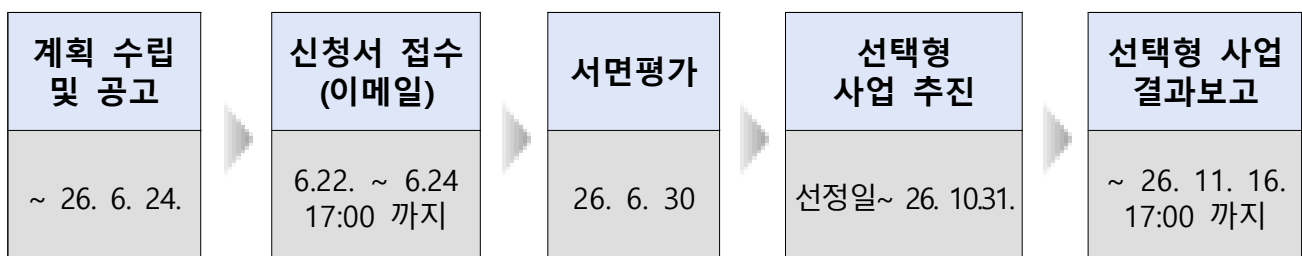 계획 수립
및 공고
~ 26. 6. 24.
신청서 접수
(이메일)
6.22. ~ 6.24
17:00 까지
서면평가
26. 6. 30
선택형
사업 추진
선정일~ 26. 10.31.
선택형 사업
결과보고
~ 26. 11. 16.
17:00 까지